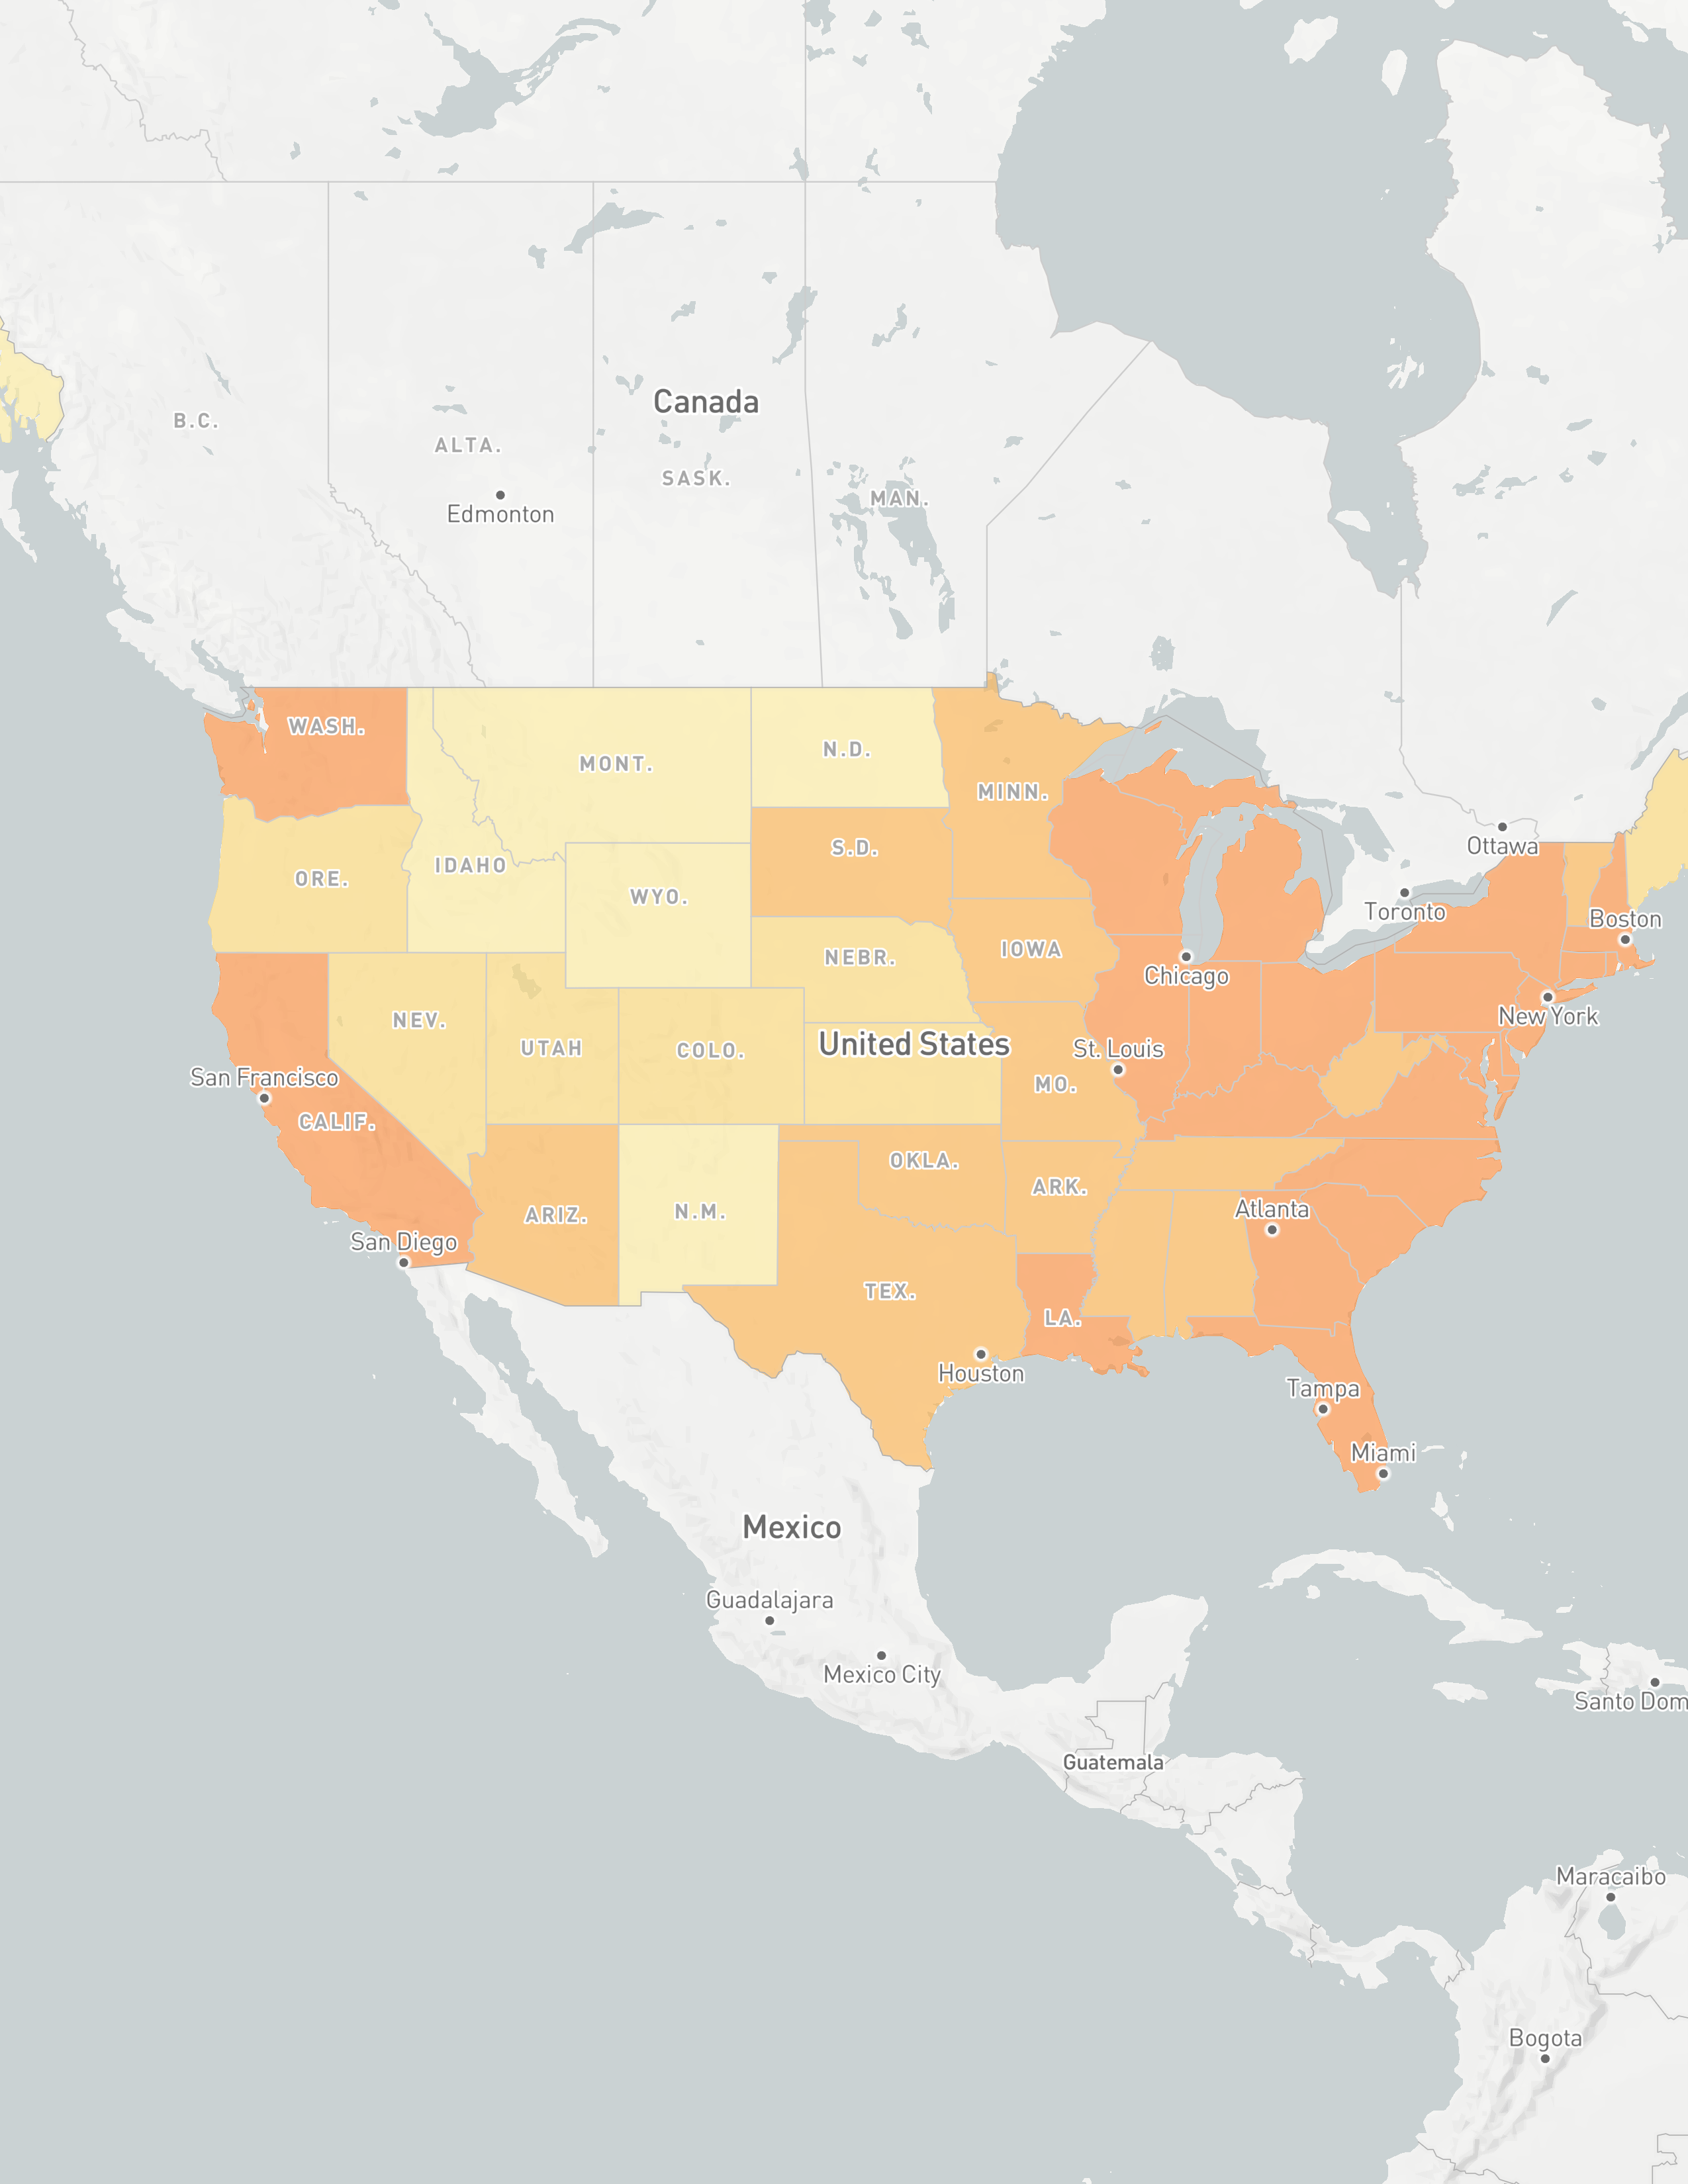 Canada
B.C.
ALTA.
SASK.
MAN.
Edmonton
WASH.
MONT.
N.D.
MINN.
Ottawa
S.D.
IDAHO
ORE.
WYO.
Toronto
Boston
NEBR.
IOWA
Chicago
NEV.
New York
United States
UTAH
COLO.
St. Louis
San Francisco
MO.
CALIF.
OKLA.
ARK.
ARIZ.
N.M.
Atlanta
San Diego
TEX.
LA.
Houston
Tampa
Miami
Mexico
Guadalajara
Mexico City
Santo Dom
Guatemala
Maracaibo
Bogota